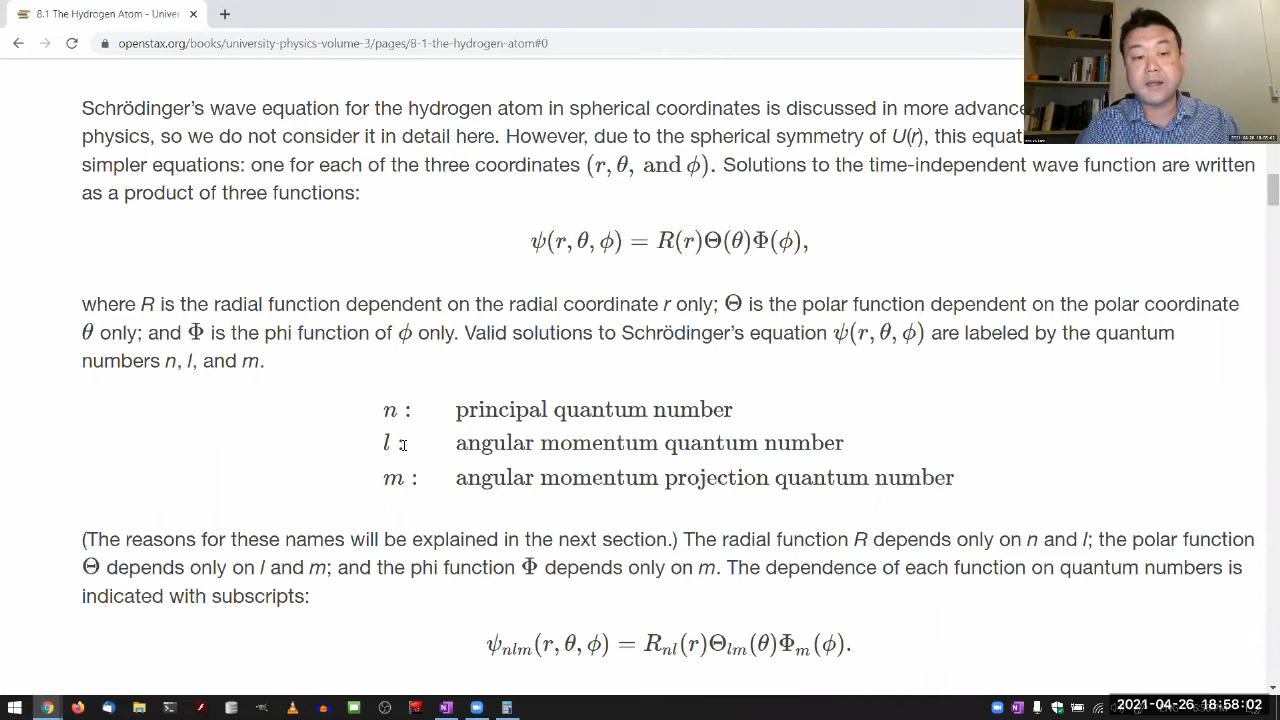 8.1 The Hydrogen Atom - Univer
openstax.org/books/university-physics-volume-3/pages/8-1-the-hydrogen-atom#0
Schrödinger's wave equation for the hydrogen atom in spherical coordinates is discussed in more advance
physics, so we do not consider it in detail here. However, due to the spherical symmetry of U(r), this equat
simpler equations: one for each of the three coordinates (r, θ, and ϕ). Solutions to the time-independent wave function are written
as a product of three functions:
ψ(r, θ, ϕ) = R(r)Θ(θ)Φ(ϕ),
where R is the radial function dependent on the radial coordinate r only; Θ is the polar function dependent on the polar coordinate
θ only; and Φ is the phi function of ϕ only. Valid solutions to Schrödinger's equation ψ(r, θ, ϕ) are labeled by the quantum
numbers n, l, and m.
n : principal quantum number
l : angular momentum quantum number
m : angular momentum projection quantum number
(The reasons for these names will be explained in the next section.) The radial function R depends only on n and l; the polar function
Θ depends only on l and m; and the phi function Φ depends only on m. The dependence of each function on quantum numbers is
indicated with subscripts:
ψnlm(r, θ, ϕ) = Rnl(r)Θlm(θ)Φm(ϕ).
2021-04-26 18:58:02